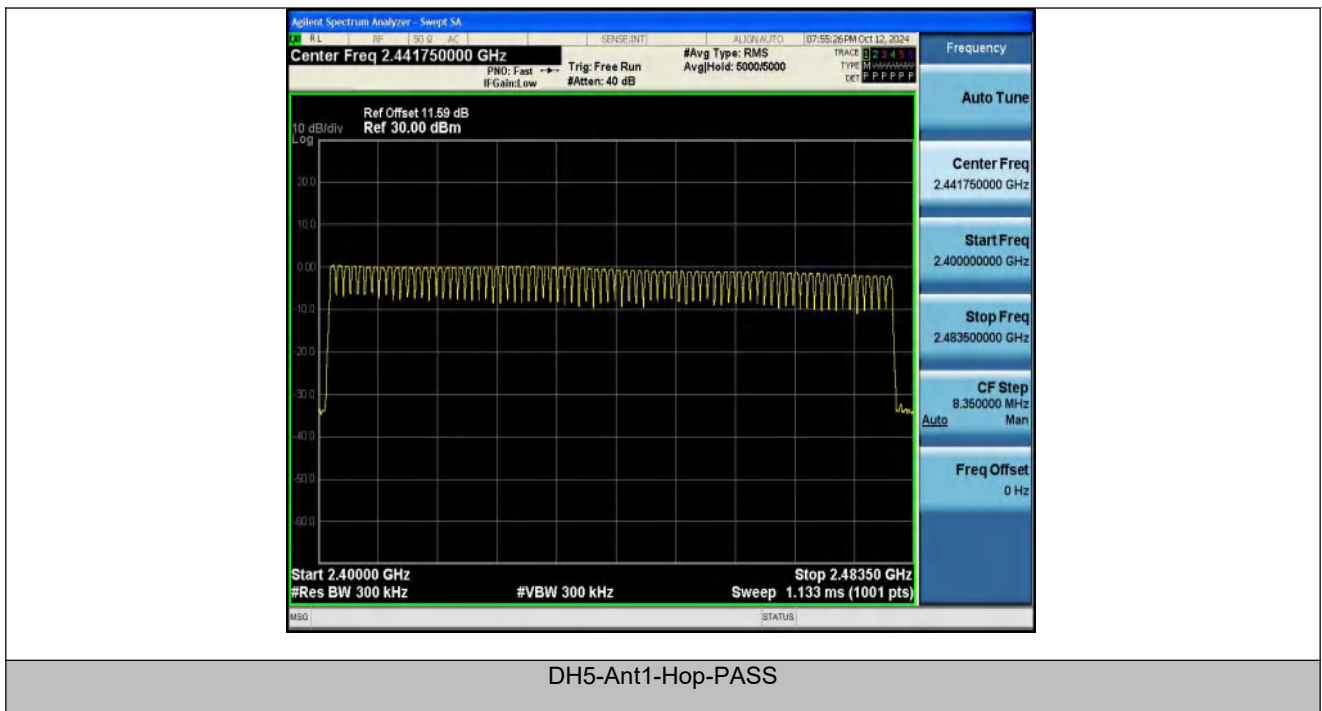 Agilent Spectrum Analyzer - Swept SA
RL RF 50 Ω AC SENSE:INT ALIGN AUTO 07:55:26 PM Oct 12, 2024
Center Freq 2.441750000 GHz
PNO: Fast
IFGain:Low
Trig: Free Run
#Atten: 40 dB
#Avg Type: RMS
Avg|Hold: 5000/5000
TRACE 1 2 3 4 5 6
TYPE M
DET P P P P P P
Frequency
Ref Offset 11.59 dB
10 dB/div Ref 30.00 dBm
Log
20.0
10.0
0.00
-10.0
-20.0
-30.0
-40.0
-50.0
-60.0
Start 2.40000 GHz Stop 2.48350 GHz
#Res BW 300 kHz #VBW 300 kHz Sweep 1.133 ms (1001 pts)
MSG STATUS
Auto Tune
Center Freq
2.441750000 GHz
Start Freq
2.400000000 GHz
Stop Freq
2.483500000 GHz
CF Step
8.350000 MHz
Auto Man
Freq Offset
0 Hz
DH5-Ant1-Hop-PASS